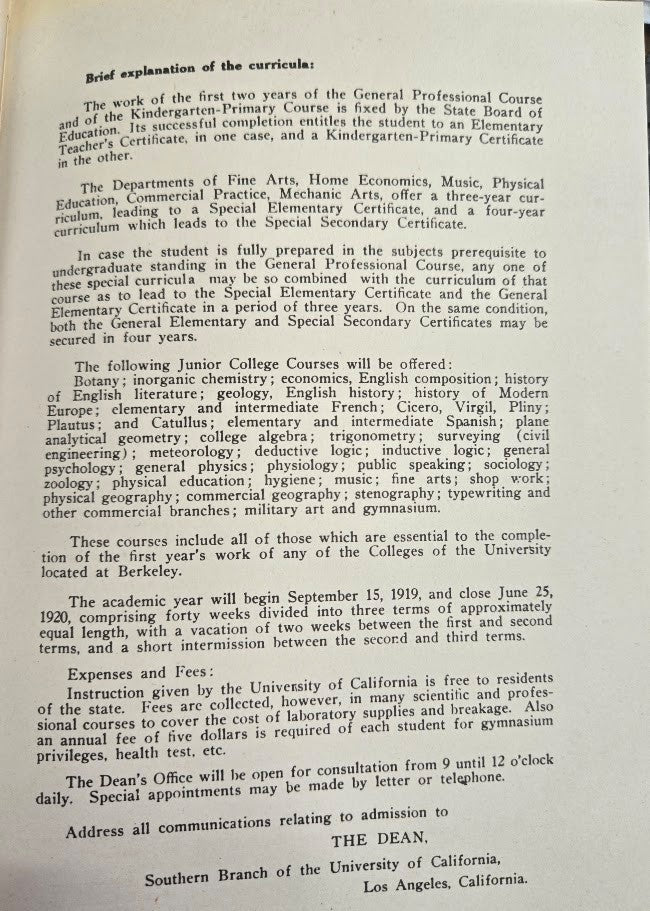 Brief explanation of the curricula:
The work of the first two years of the General Professional Course
and of the Kindergarten-Primary Course is fixed by the State Board of
Education. Its successful completion entitles the student to an Elementary
Teacher's Certificate, in one case, and a Kindergarten-Primary Certificate
in the other.
The Departments of Fine Arts, Home Economics, Music, Physical
Education, Commercial Practice, Mechanic Arts, offer a three-year cur-
riculum, leading to a Special Elementary Certificate, and a four-year
curriculum which leads to the Special Secondary Certificate.
In case the student is fully prepared in the subjects prerequisite to
undergraduate standing in the General Professional Course, any one of
these special curricula may be so combined with the curriculum of that
course as to lead to the Special Elementary Certificate and the General
Elementary Certificate in a period of three years. On the same condition,
both the General Elementary and Special Secondary Certificates may be
secured in four years.
The following Junior College Courses will be offered:
Botany; inorganic chemistry; economics, English composition; history
of English literature; geology, English history; history of Modern
Europe; elementary and intermediate French; Cicero, Virgil, Pliny;
Plautus; and Catullus; elementary and intermediate Spanish; plane
analytical geometry; college algebra; trigonometry; surveying (civil
engineering); meteorology; deductive logic; inductive logic; general
psychology; general physics; physiology; public speaking; sociology;
zoology; physical education; hygiene; music; fine arts; shop work;
physical geography; commercial geography; stenography; typewriting and
other commercial branches; military art and gymnasium.
These courses include all of those which are essential to the comple-
tion of the first year's work of any of the Colleges of the University
located at Berkeley.
The academic year will begin September 15, 1919, and close June 25,
1920, comprising forty weeks divided into three terms of approximately
equal length, with a vacation of two weeks between the first and second
terms, and a short intermission between the second and third terms.
Expenses and Fees:
Instruction given by the University of California is free to residents
of the state. Fees are collected, however, in many scientific and profes-
sional courses to cover the cost of laboratory supplies and breakage. Also
an annual fee of five dollars is required of each student for gymnasium
privileges, health test, etc.
The Dean's Office will be open for consultation from 9 until 12 o'clock
daily. Special appointments may be made by letter or telephone.
Address all communications relating to admission to
THE DEAN,
Southern Branch of the University of California,
Los Angeles, California.